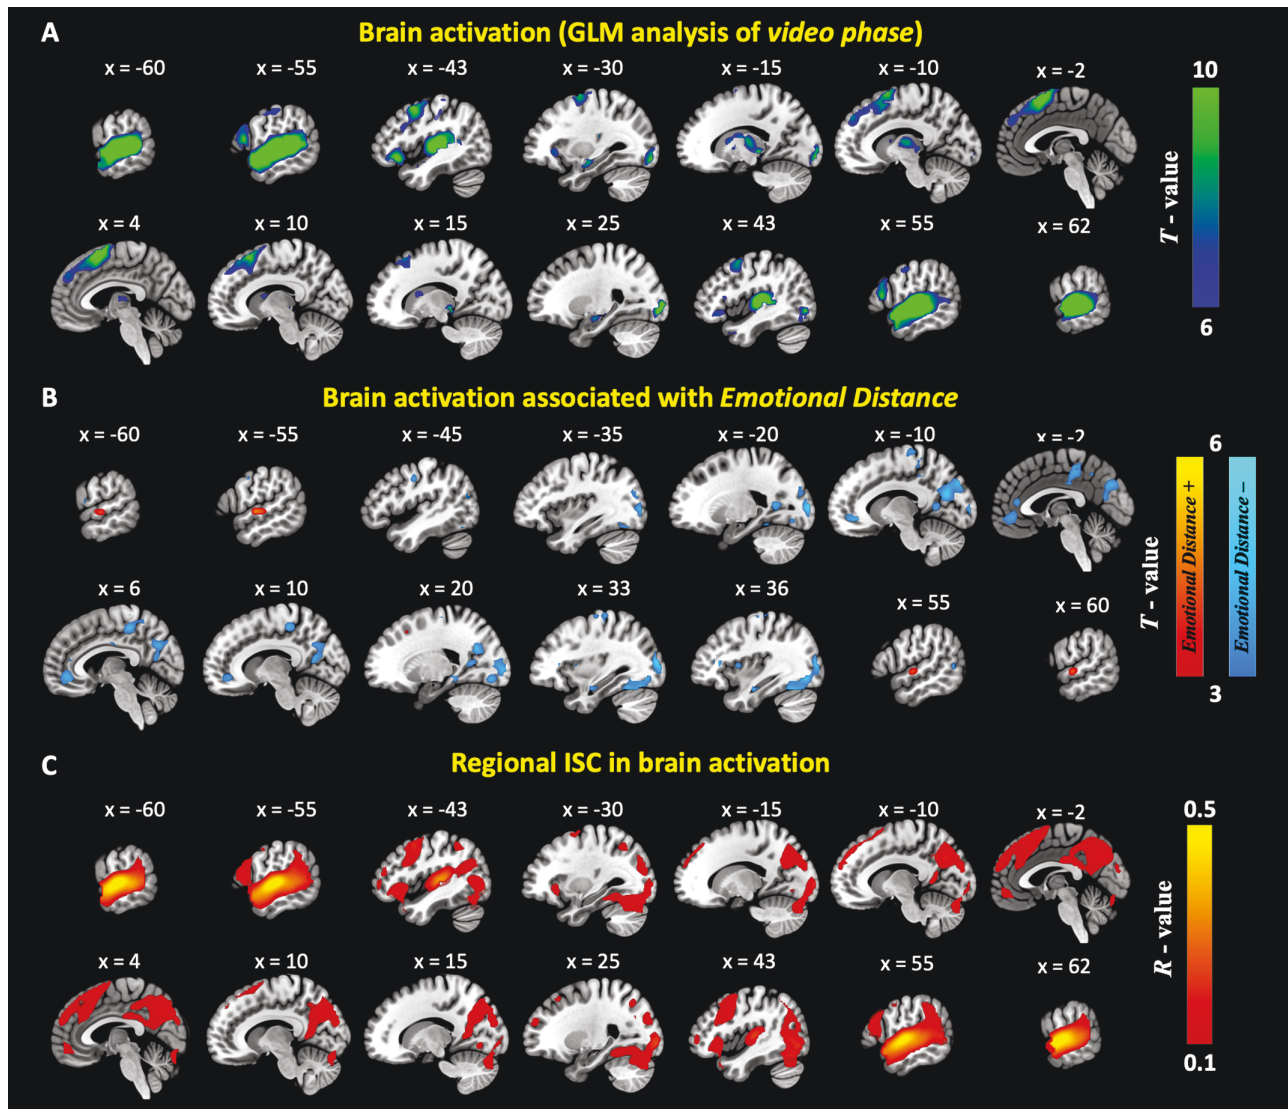 A
Brain activation (GLM analysis of video phase)
x = -60
x = -55
x = -43
x = -30
x = -15
x = -10
x = -2
10
T - value
6
x = 4
x = 10
x = 15
x = 25
x = 43
x = 55
x = 62
B
Brain activation associated with Emotional Distance
x = -60
x = -55
x = -45
x = -35
x = -20
x = -10
x = -2
6
T - value
Emotional Distance +
Emotional Distance –
3
x = 6
x = 10
x = 20
x = 33
x = 36
x = 55
x = 60
C
Regional ISC in brain activation
x = -60
x = -55
x = -43
x = -30
x = -15
x = -10
x = -2
0.5
R - value
0.1
x = 4
x = 10
x = 15
x = 25
x = 43
x = 55
x = 62